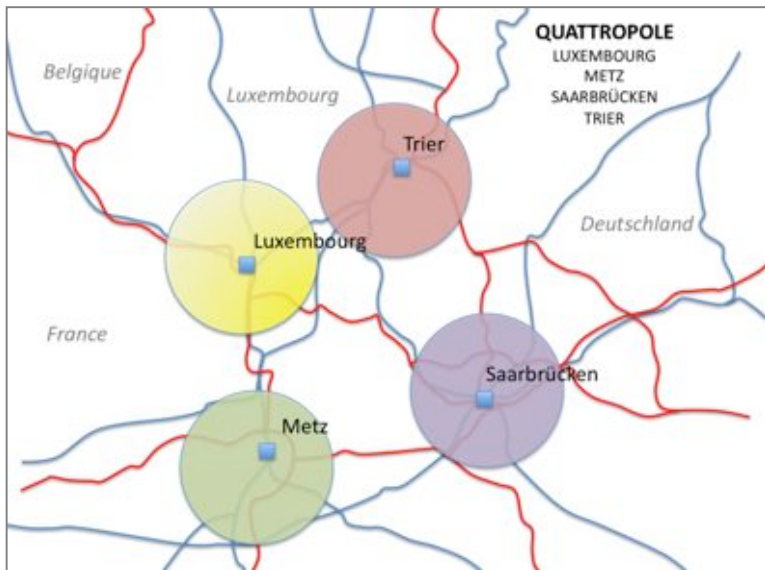 QUATTROPOLE
LUXEMBOURG
METZ
SAARBRÜCKEN
TRIER
Belgique
Luxembourg
Trier
Deutschland
Luxembourg
France
Saarbrücken
Metz